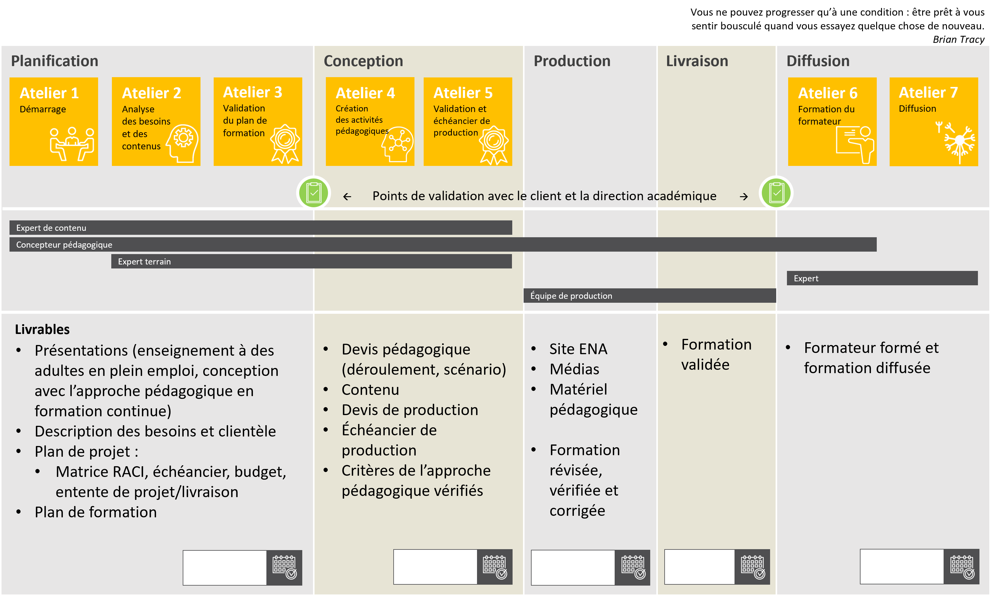 Vous ne pouvez progresser qu’à une condition : être prêt à vous
sentir bousculé quand vous essayez quelque chose de nouveau.
Brian Tracy
Planification
Atelier 1
Démarrage
Atelier 2
Analyse
des besoins
et des
contenus
Atelier 3
Validation
du plan de
formation
Conception
Atelier 4
Création
des activités
pédagogiques
Atelier 5
Validation et
échéancier de
production
Production
Livraison
Diffusion
Atelier 6
Formation du
formateur
Atelier 7
Diffusion
← Points de validation avec le client et la direction académique →
Expert de contenu
Concepteur pédagogique
Expert terrain
Expert
Équipe de production
Livrables
• Présentations (enseignement à des
adultes en plein emploi, conception
avec l’approche pédagogique en
formation continue)
• Description des besoins et clientèle
• Plan de projet :
• Matrice RACI, échéancier, budget,
entente de projet/livraison
• Plan de formation
• Devis pédagogique
(déroulement, scénario)
• Contenu
• Devis de production
• Échéancier de
production
• Critères de l’approche
pédagogique vérifiés
• Site ENA
• Médias
• Matériel
pédagogique
• Formation
révisée,
vérifiée et
corrigée
• Formation
validée
• Formateur formé et
formation diffusée